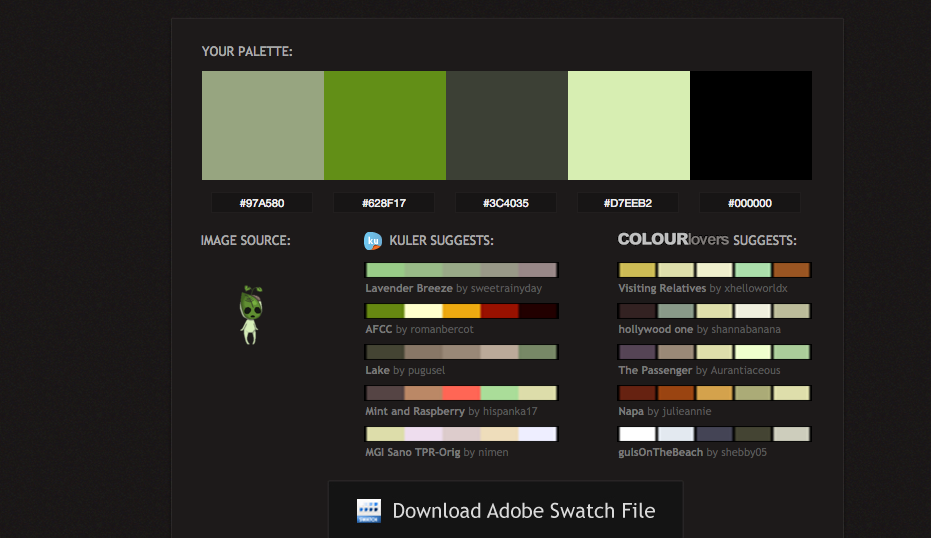 YOUR PALETTE:
#97A580 #628F17 #3C4035 #D7EEB2 #000000
IMAGE SOURCE:
ku KULER SUGGESTS:
Lavender Breeze by sweetrainyday
AFCC by romanbercot
Lake by pugusel
Mint and Raspberry by hispanka17
MGI Sano TPR-Orig by nimen
COLOURlovers SUGGESTS:
Visiting Relatives by xhelloworldx
hollywood one by shannabanana
The Passenger by Aurantiaceous
Napa by julieannie
gulsOnTheBeach by shebby05
SWATCH
Download Adobe Swatch File